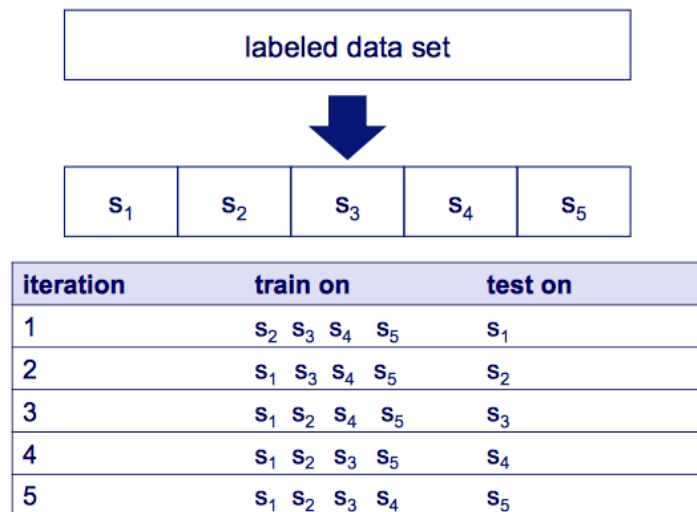 labeled data set
s₁ s₂ s₃ s₄ s₅
iteration train on test on
1 s₂ s₃ s₄ s₅ s₁
2 s₁ s₃ s₄ s₅ s₂
3 s₁ s₂ s₄ s₅ s₃
4 s₁ s₂ s₃ s₅ s₄
5 s₁ s₂ s₃ s₄ s₅